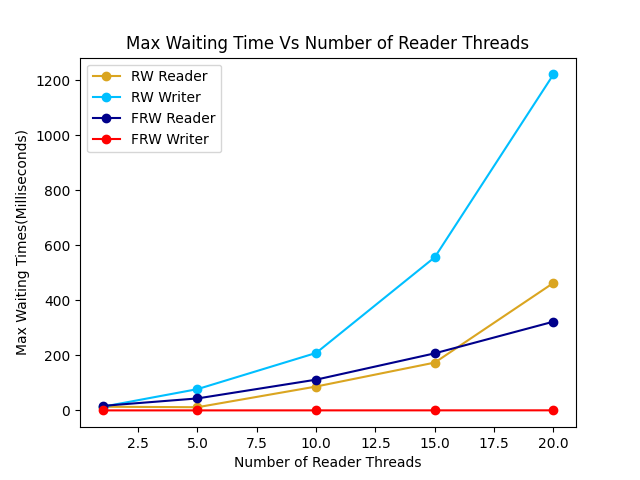 Max Waiting Time Vs Number of Reader Threads
RW Reader
RW Writer
FRW Reader
FRW Writer
Max Waiting Times(Milliseconds)
1200
1000
800
600
400
200
0
2.5 5.0 7.5 10.0 12.5 15.0 17.5 20.0
Number of Reader Threads